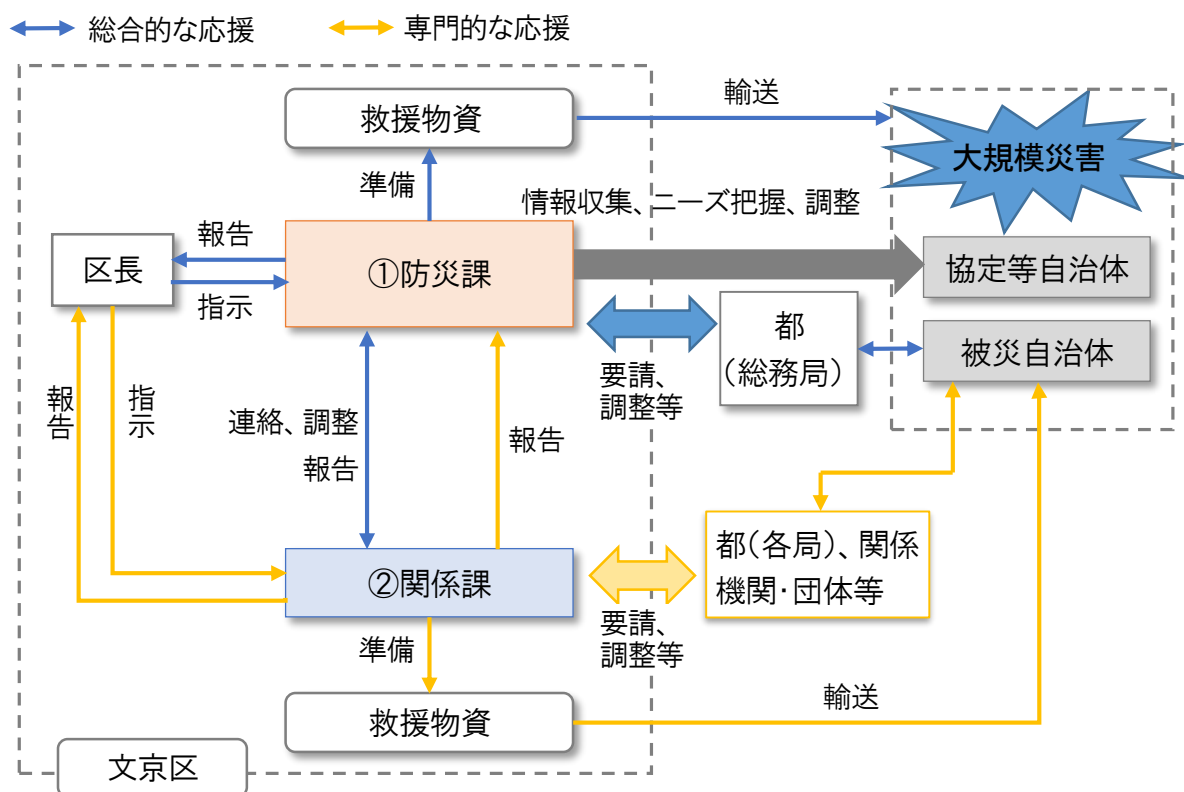 総合的な応援
専門的な応援
救援物資
輸送
大規模災害
準備
情報収集、ニーズ把握、調整
報告
区長
①防災課
協定等自治体
指示
都
(総務局)
被災自治体
要請、
調整等
報告
指示
連絡、調整
報告
報告
都(各局)、関係
機関・団体等
②関係課
要請、
調整等
準備
救援物資
輸送
文京区